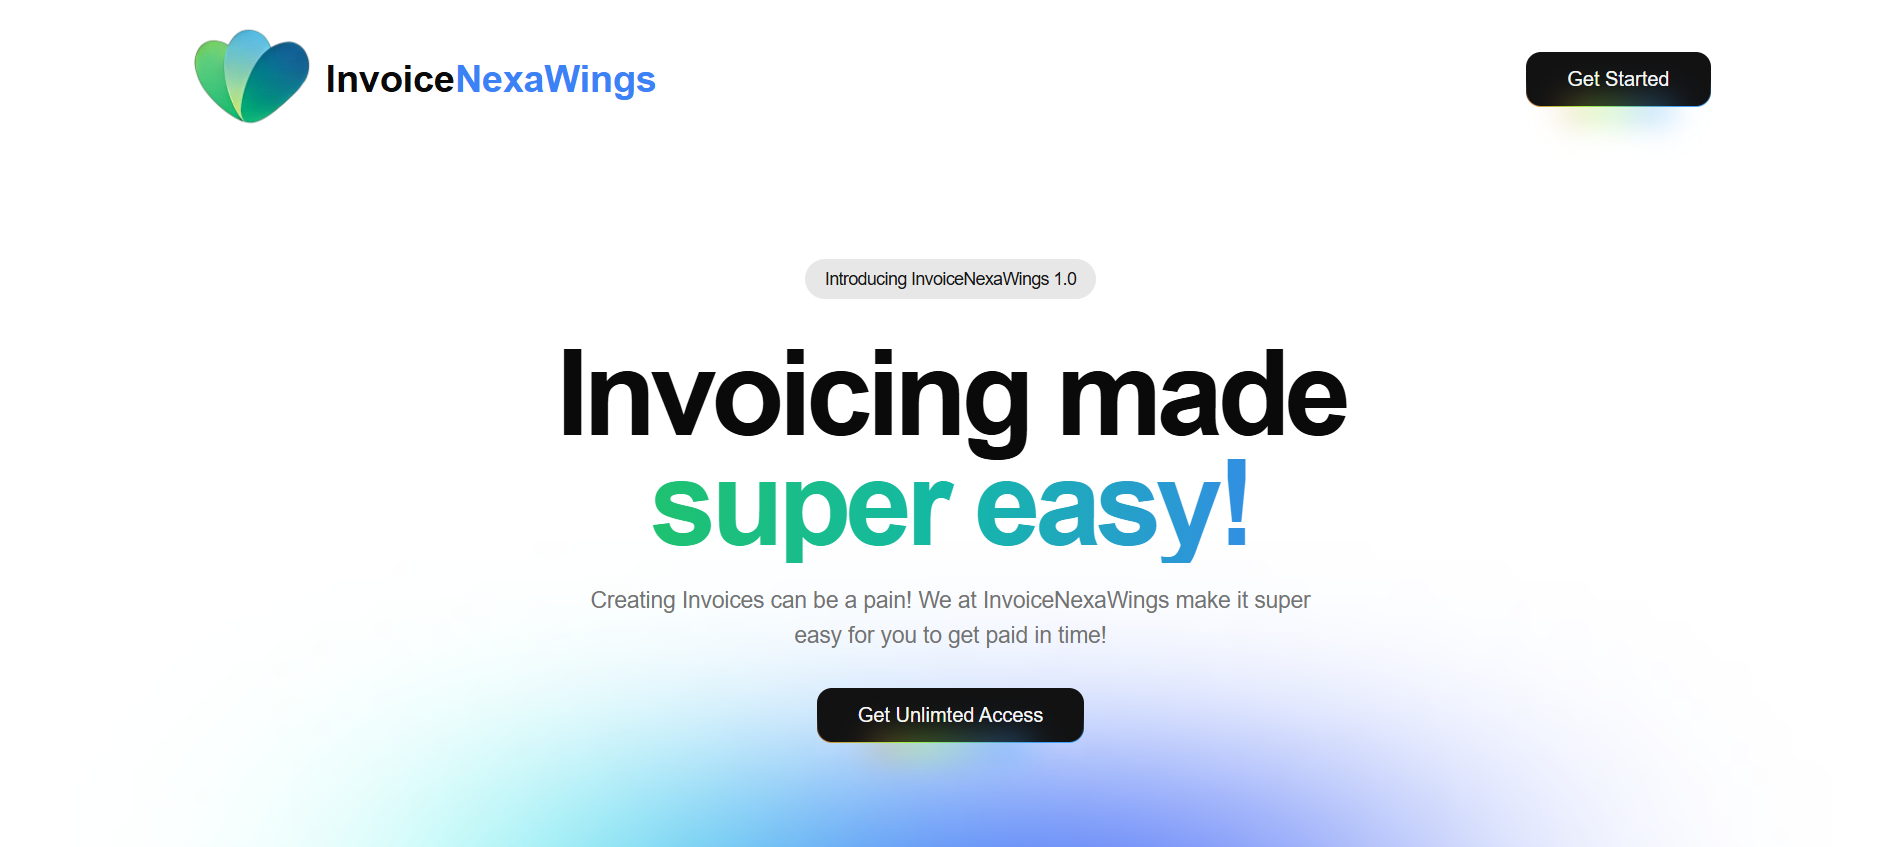 InvoiceNexaWings
Get Started
Introducing InvoiceNexaWings 1.0
Invoicing made
super easy!
Creating Invoices can be a pain! We at InvoiceNexaWings make it super
easy for you to get paid in time!
Get Unlimted Access